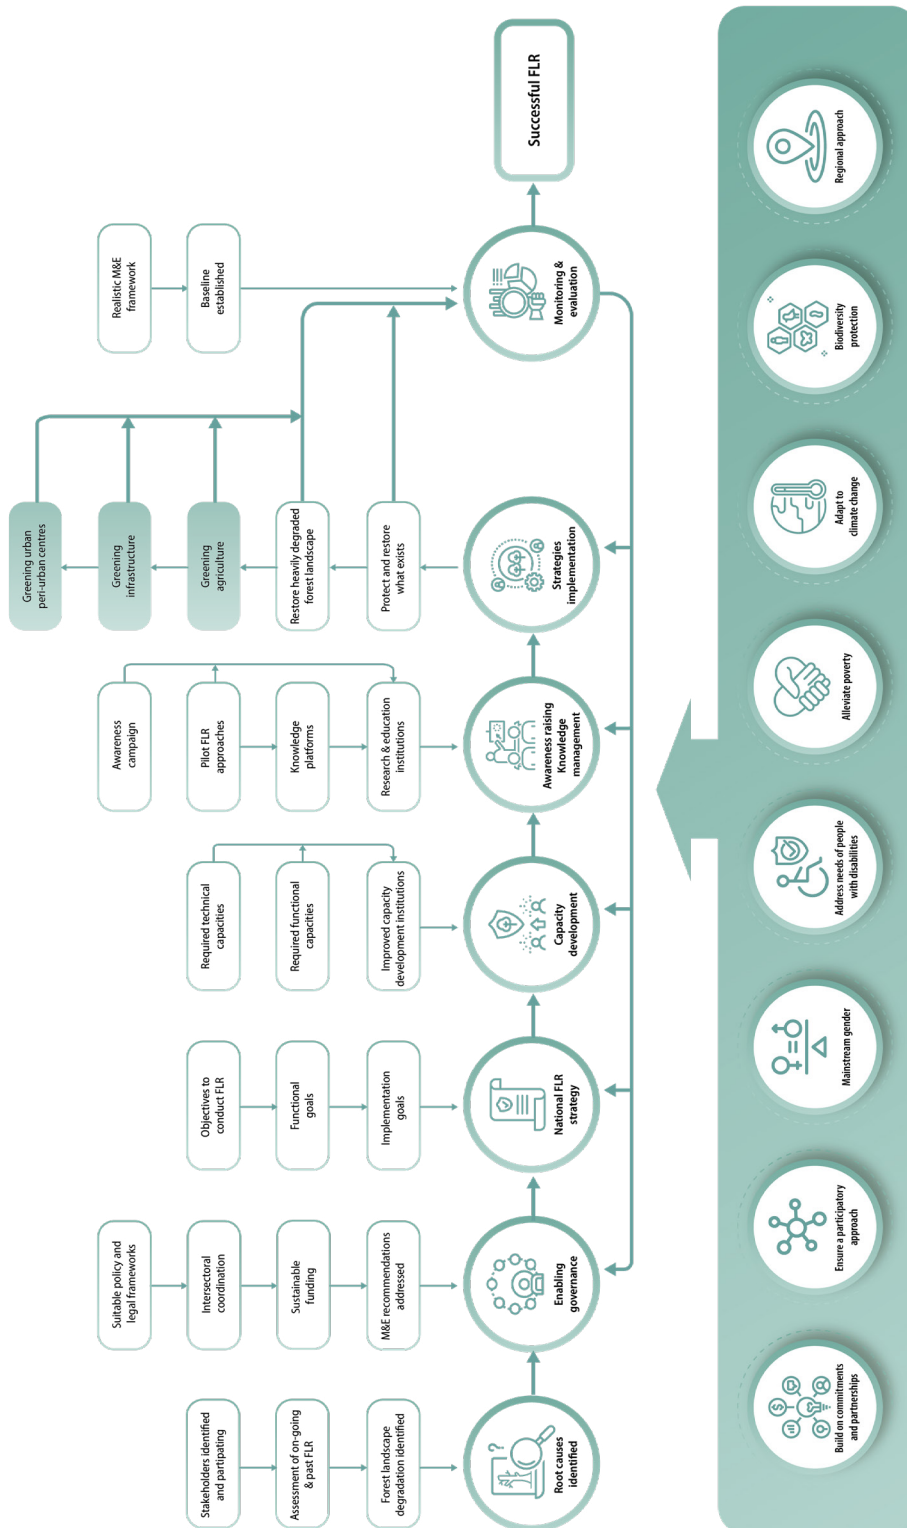 Stakeholders identified
and partipating
Assessment of on-going
& past FLR
Forest landscape
degradation identified
Root causes
identified
Suitable policy and
legal frameworks
Intersectoral
coordination
Sustainable
funding
M&E recommendations
addressed
Enabling
governance
Objectives to
conduct FLR
Functional
goals
Implementation
goals
National FLR
strategy
Required technical
capacities
Required functional
capacities
Improved capacity
development institutions
Capacity
development
Awareness
campaign
Pilot FLR
approaches
Knowledge
platforms
Research & education
institutions
Awareness raising
Knowledge
management
Greening urban
peri-urban centres
Greening
infrastructure
Greening
agriculture
Restore heavily degraded
forest landscape
Protect and restore
what exists
Strategies
implementation
Realistic M&E
framework
Baseline
established
Monitoring &
evaluation
Successful FLR
Build on commitments
and partnerships
Ensure a participatory
approach
Mainstream gender
Address needs of people
with disabilities
Alleviate poverty
Adapt to
climate change
Biodiversity
protection
Regional approach